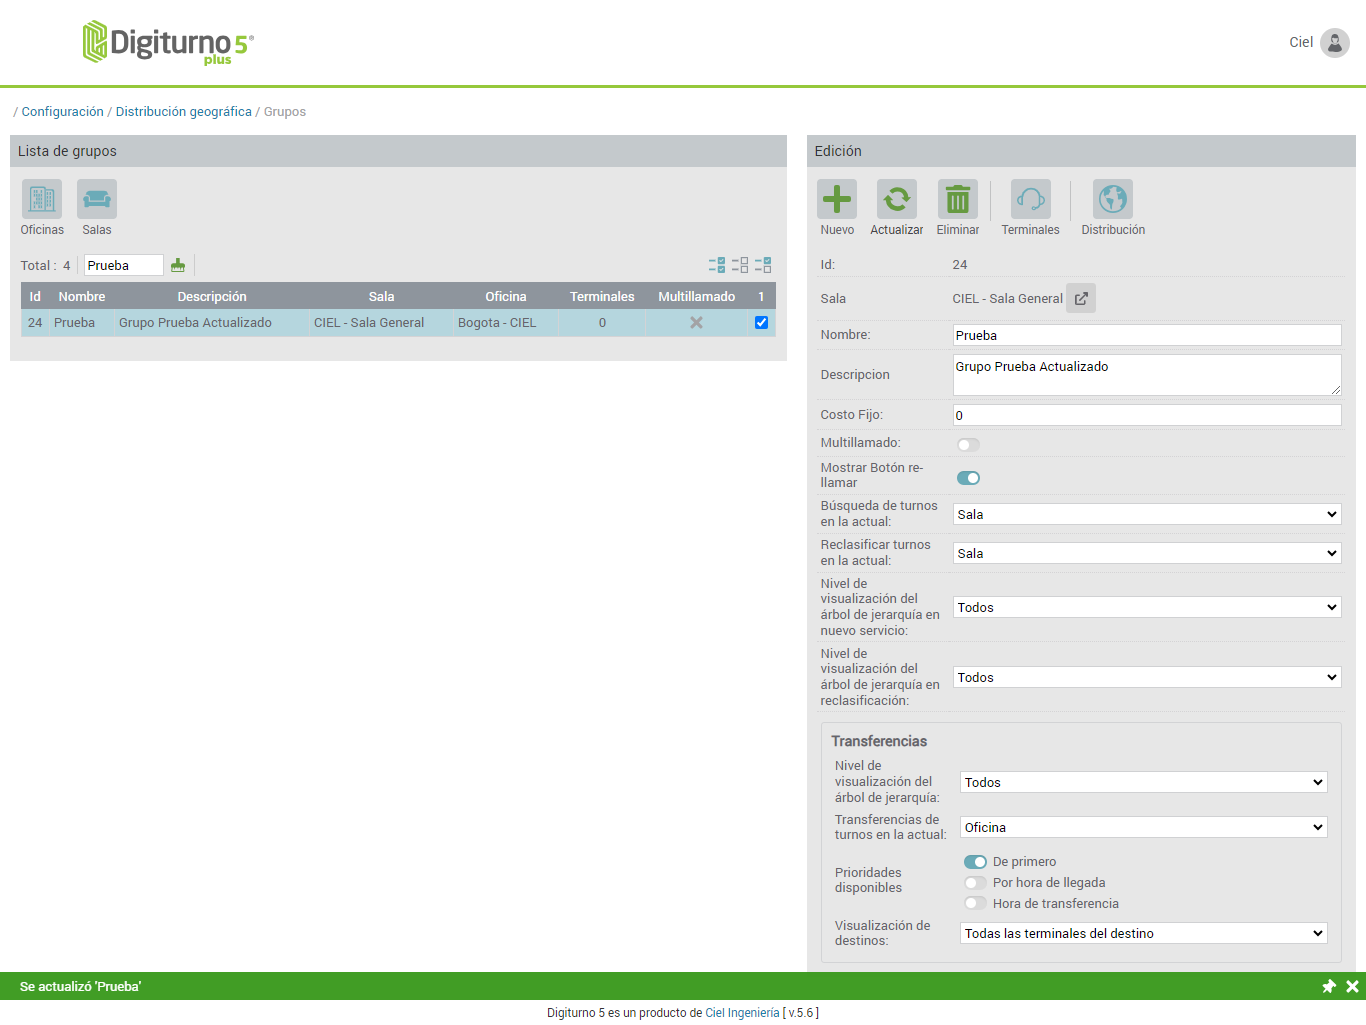 Digiturno 5®
plus
Ciel
/ Configuración / Distribución geográfica / Grupos
Lista de grupos
Oficinas Salas
Total : 4 Prueba
Id Nombre Descripción Sala Oficina Terminales Multillamado 1
24 Prueba Grupo Prueba Actualizado CIEL - Sala General Bogota - CIEL 0
Edición
Nuevo Actualizar Eliminar Terminales Distribución
Id: 24
Sala CIEL - Sala General
Nombre: Prueba
Descripcion Grupo Prueba Actualizado
Costo Fijo: 0
Multillamado:
Mostrar Botón re-
llamar
Búsqueda de turnos
en la actual: Sala
Reclasificar turnos
en la actual: Sala
Nivel de
visualización del
árbol de jerarquía en
nuevo servicio: Todos
Nivel de
visualización del
árbol de jerarquía en
reclasificación: Todos
Transferencias
Nivel de
visualización del
árbol de jerarquía: Todos
Transferencias de
turnos en la actual: Oficina
Prioridades
disponibles
De primero
Por hora de llegada
Hora de transferencia
Visualización de
destinos: Todas las terminales del destino
Se actualizó 'Prueba'
Digiturno 5 es un producto de Ciel Ingeniería [ v.5.6 ]